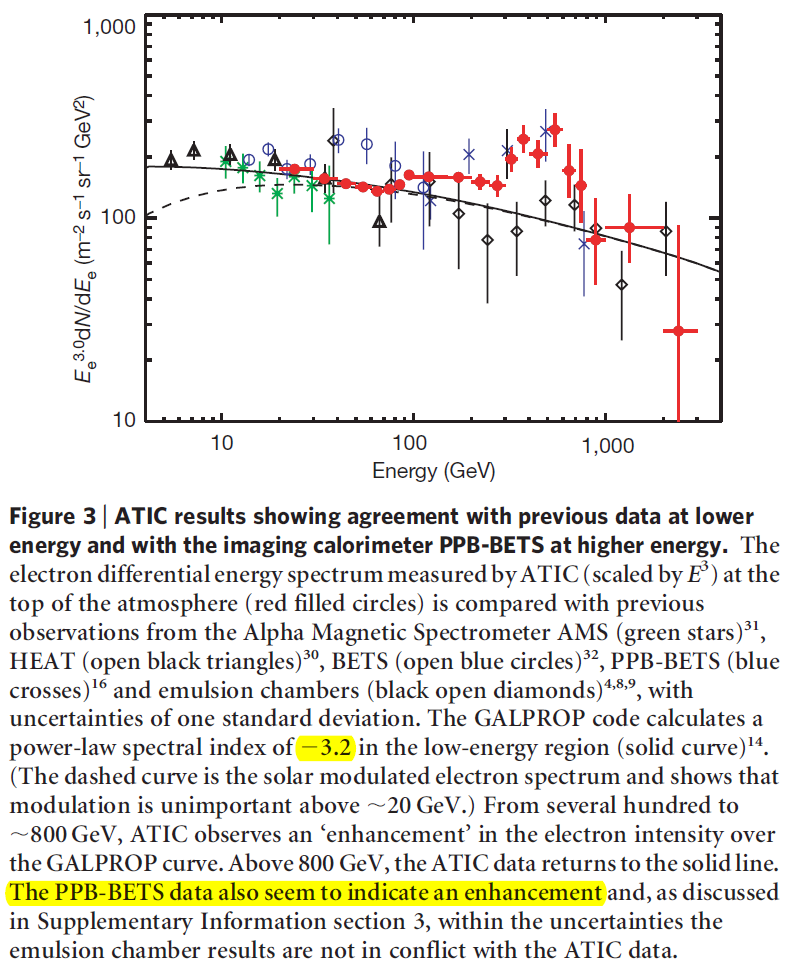 1,000
100
10
E_e^3.0 dN/dE_e (m⁻² s⁻¹ sr⁻¹ GeV²)
10 100 1,000
Energy (GeV)
Figure 3 | ATIC results showing agreement with previous data at lower
energy and with the imaging calorimeter PPB-BETS at higher energy. The
electron differential energy spectrum measured by ATIC (scaled by E³) at the
top of the atmosphere (red filled circles) is compared with previous
observations from the Alpha Magnetic Spectrometer AMS (green stars)³¹,
HEAT (open black triangles)³⁰, BETS (open blue circles)³², PPB-BETS (blue
crosses)¹⁶ and emulsion chambers (black open diamonds)⁴,⁸,⁹, with
uncertainties of one standard deviation. The GALPROP code calculates a
power-law spectral index of −3.2 in the low-energy region (solid curve)¹⁴.
(The dashed curve is the solar modulated electron spectrum and shows that
modulation is unimportant above ~20 GeV.) From several hundred to
~800 GeV, ATIC observes an ‘enhancement’ in the electron intensity over
the GALPROP curve. Above 800 GeV, the ATIC data returns to the solid line.
The PPB-BETS data also seem to indicate an enhancement and, as discussed
in Supplementary Information section 3, within the uncertainties the
emulsion chamber results are not in conflict with the ATIC data.